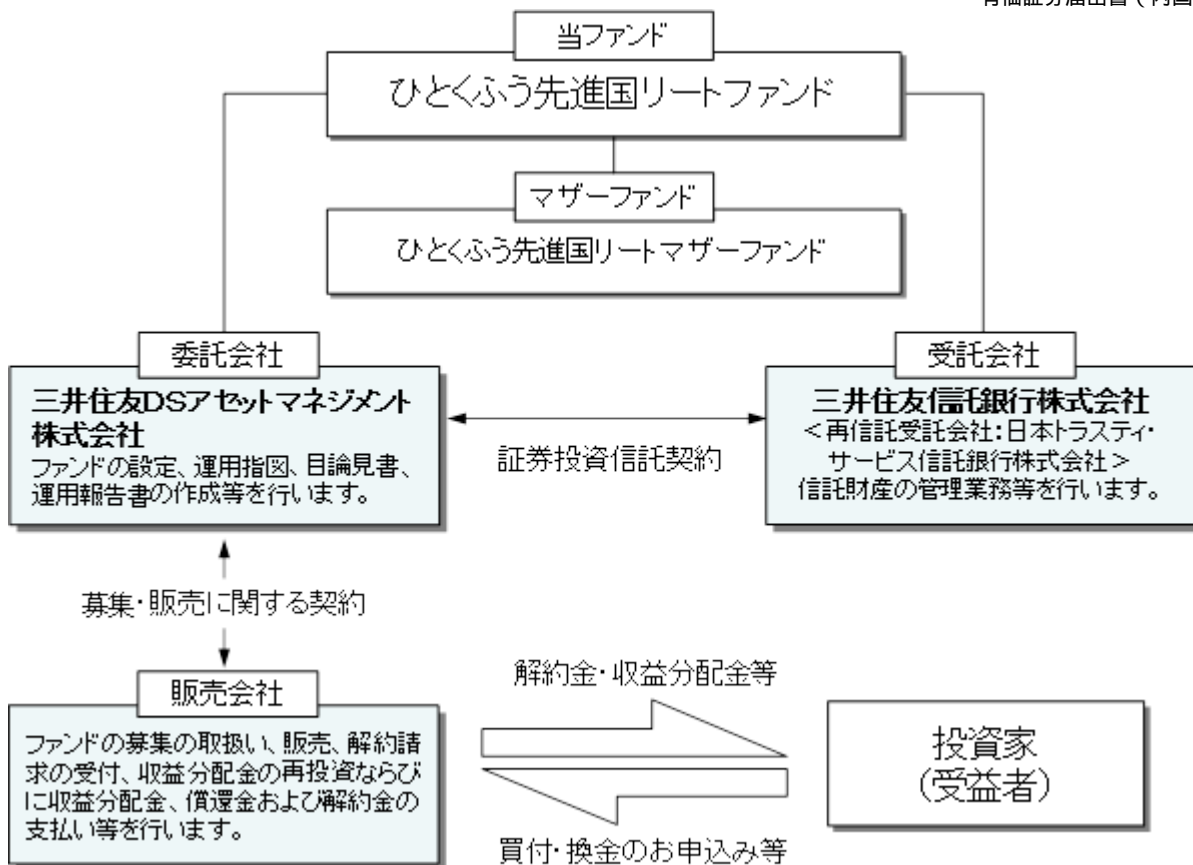 当ファンド
ひとくふう先進国リートファンド
マザーファンド
ひとくふう先進国リートマザーファンド
委託会社
三井住友DSアセットマネジメント
株式会社
ファンドの設定、運用指図、目論見書、
運用報告書の作成等を行います。
証券投資信託契約
受託会社
三井住友信託銀行株式会社
<再信託受託会社:日本トラスティ・
サービス信託銀行株式会社>
信託財産の管理業務等を行います。
募集・販売に関する契約
販売会社
ファンドの募集の取扱い、販売、解約請
求の受付、収益分配金の再投資ならび
に収益分配金、償還金および解約金の
支払い等を行います。
解約金・収益分配金等
投資家
(受益者)
買付・換金のお申込み等